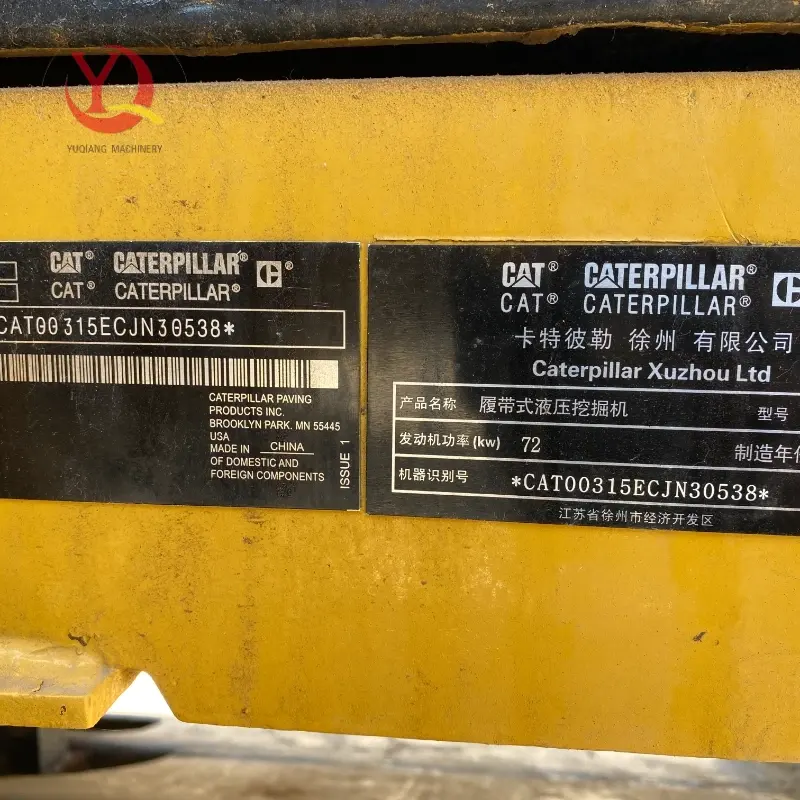 YQ
YUQIANG MACHINERY
CAT® CATERPILLAR® ®
CAT® CATERPILLAR®
CAT00315ECJN30538*
CATERPILLAR PAVING
PRODUCTS INC.
BROOKLYN PARK. MN 55445
USA
MADE IN CHINA
OF DOMESTIC AND
FOREIGN COMPONENTS
ISSUE 1
CAT® CATERPILLAR®
CAT® CATERPILLAR®
卡特彼勒 徐州 有限公司
Caterpillar Xuzhou Ltd
产品名称 履带式液压挖掘机 型号
发动机功率(kw) 72 制造年份
机器识别号 *CAT00315ECJN30538*
江苏省徐州市经济开发区